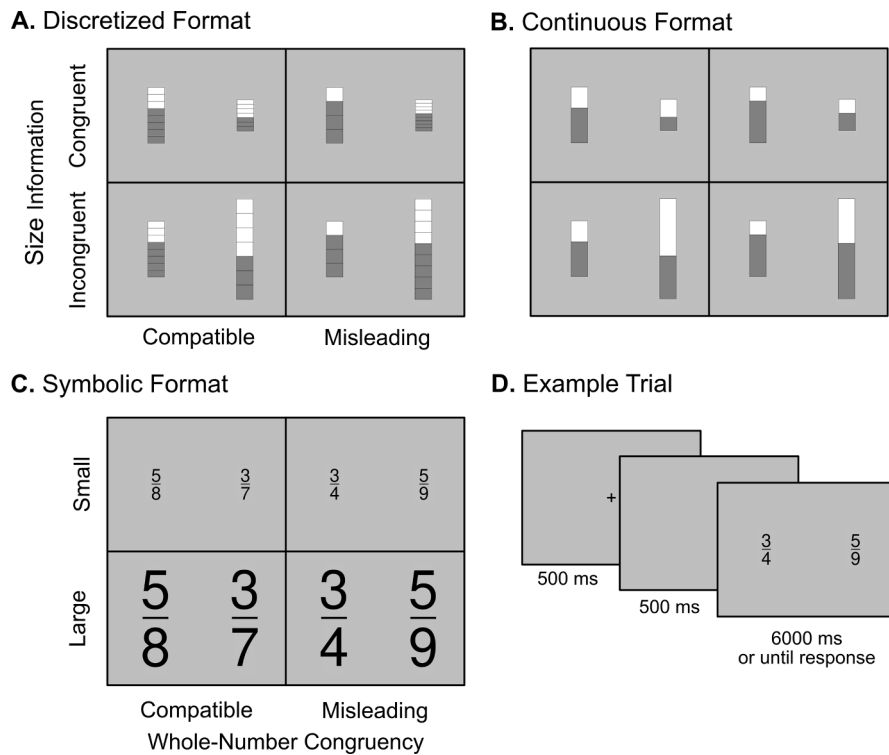 A. Discretized Format
B. Continuous Format
Size Information
Congruent
Incongruent
Compatible
Misleading
C. Symbolic Format
D. Example Trial
Small
5/8
3/7
3/4
5/9
Large
5/8
3/7
3/4
5/9
Compatible
Misleading
Whole-Number Congruency
+
500 ms
500 ms
3/4
5/9
6000 ms
or until response